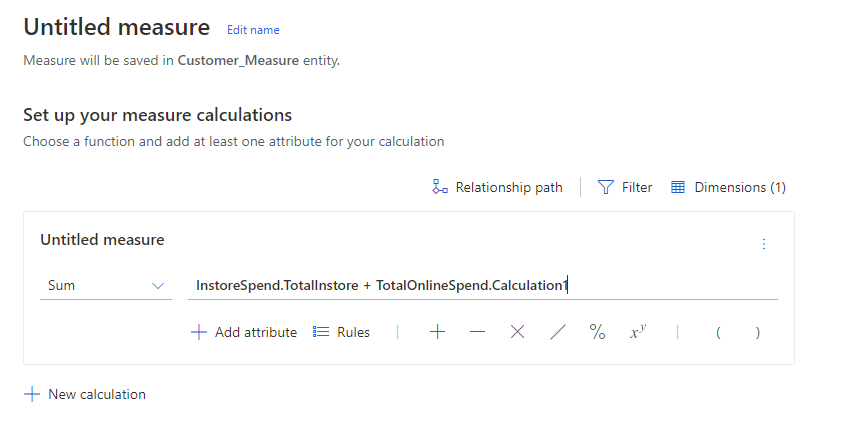 Untitled measure Edit name
Measure will be saved in Customer_Measure entity.
Set up your measure calculations
Choose a function and add at least one attribute for your calculation
Relationship path Filter Dimensions (1)
Untitled measure
Sum InstoreSpend.TotalInstore + TotalOnlineSpend.Calculation1
+ Add attribute Rules + − × / % xʸ ( )
+ New calculation